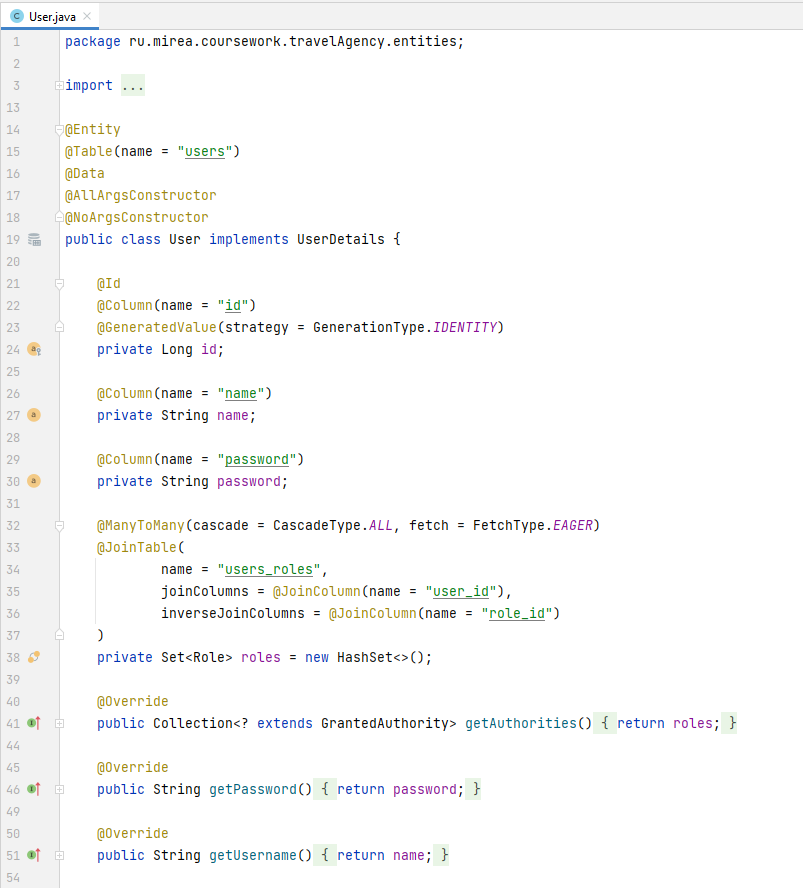 User.java
1 package ru.mirea.coursework.travelAgency.entities;
2
3 import ...
13
14 @Entity
15 @Table(name = "users")
16 @Data
17 @AllArgsConstructor
18 @NoArgsConstructor
19 public class User implements UserDetails {
20
21 @Id
22 @Column(name = "id")
23 @GeneratedValue(strategy = GenerationType.IDENTITY)
24 private Long id;
25
26 @Column(name = "name")
27 private String name;
28
29 @Column(name = "password")
30 private String password;
31
32 @ManyToMany(cascade = CascadeType.ALL, fetch = FetchType.EAGER)
33 @JoinTable(
34 name = "users_roles",
35 joinColumns = @JoinColumn(name = "user_id"),
36 inverseJoinColumns = @JoinColumn(name = "role_id")
37 )
38 private Set<Role> roles = new HashSet<>();
39
40 @Override
41 public Collection<? extends GrantedAuthority> getAuthorities() { return roles; }
44
45 @Override
46 public String getPassword() { return password; }
49
50 @Override
51 public String getUsername() { return name; }
54